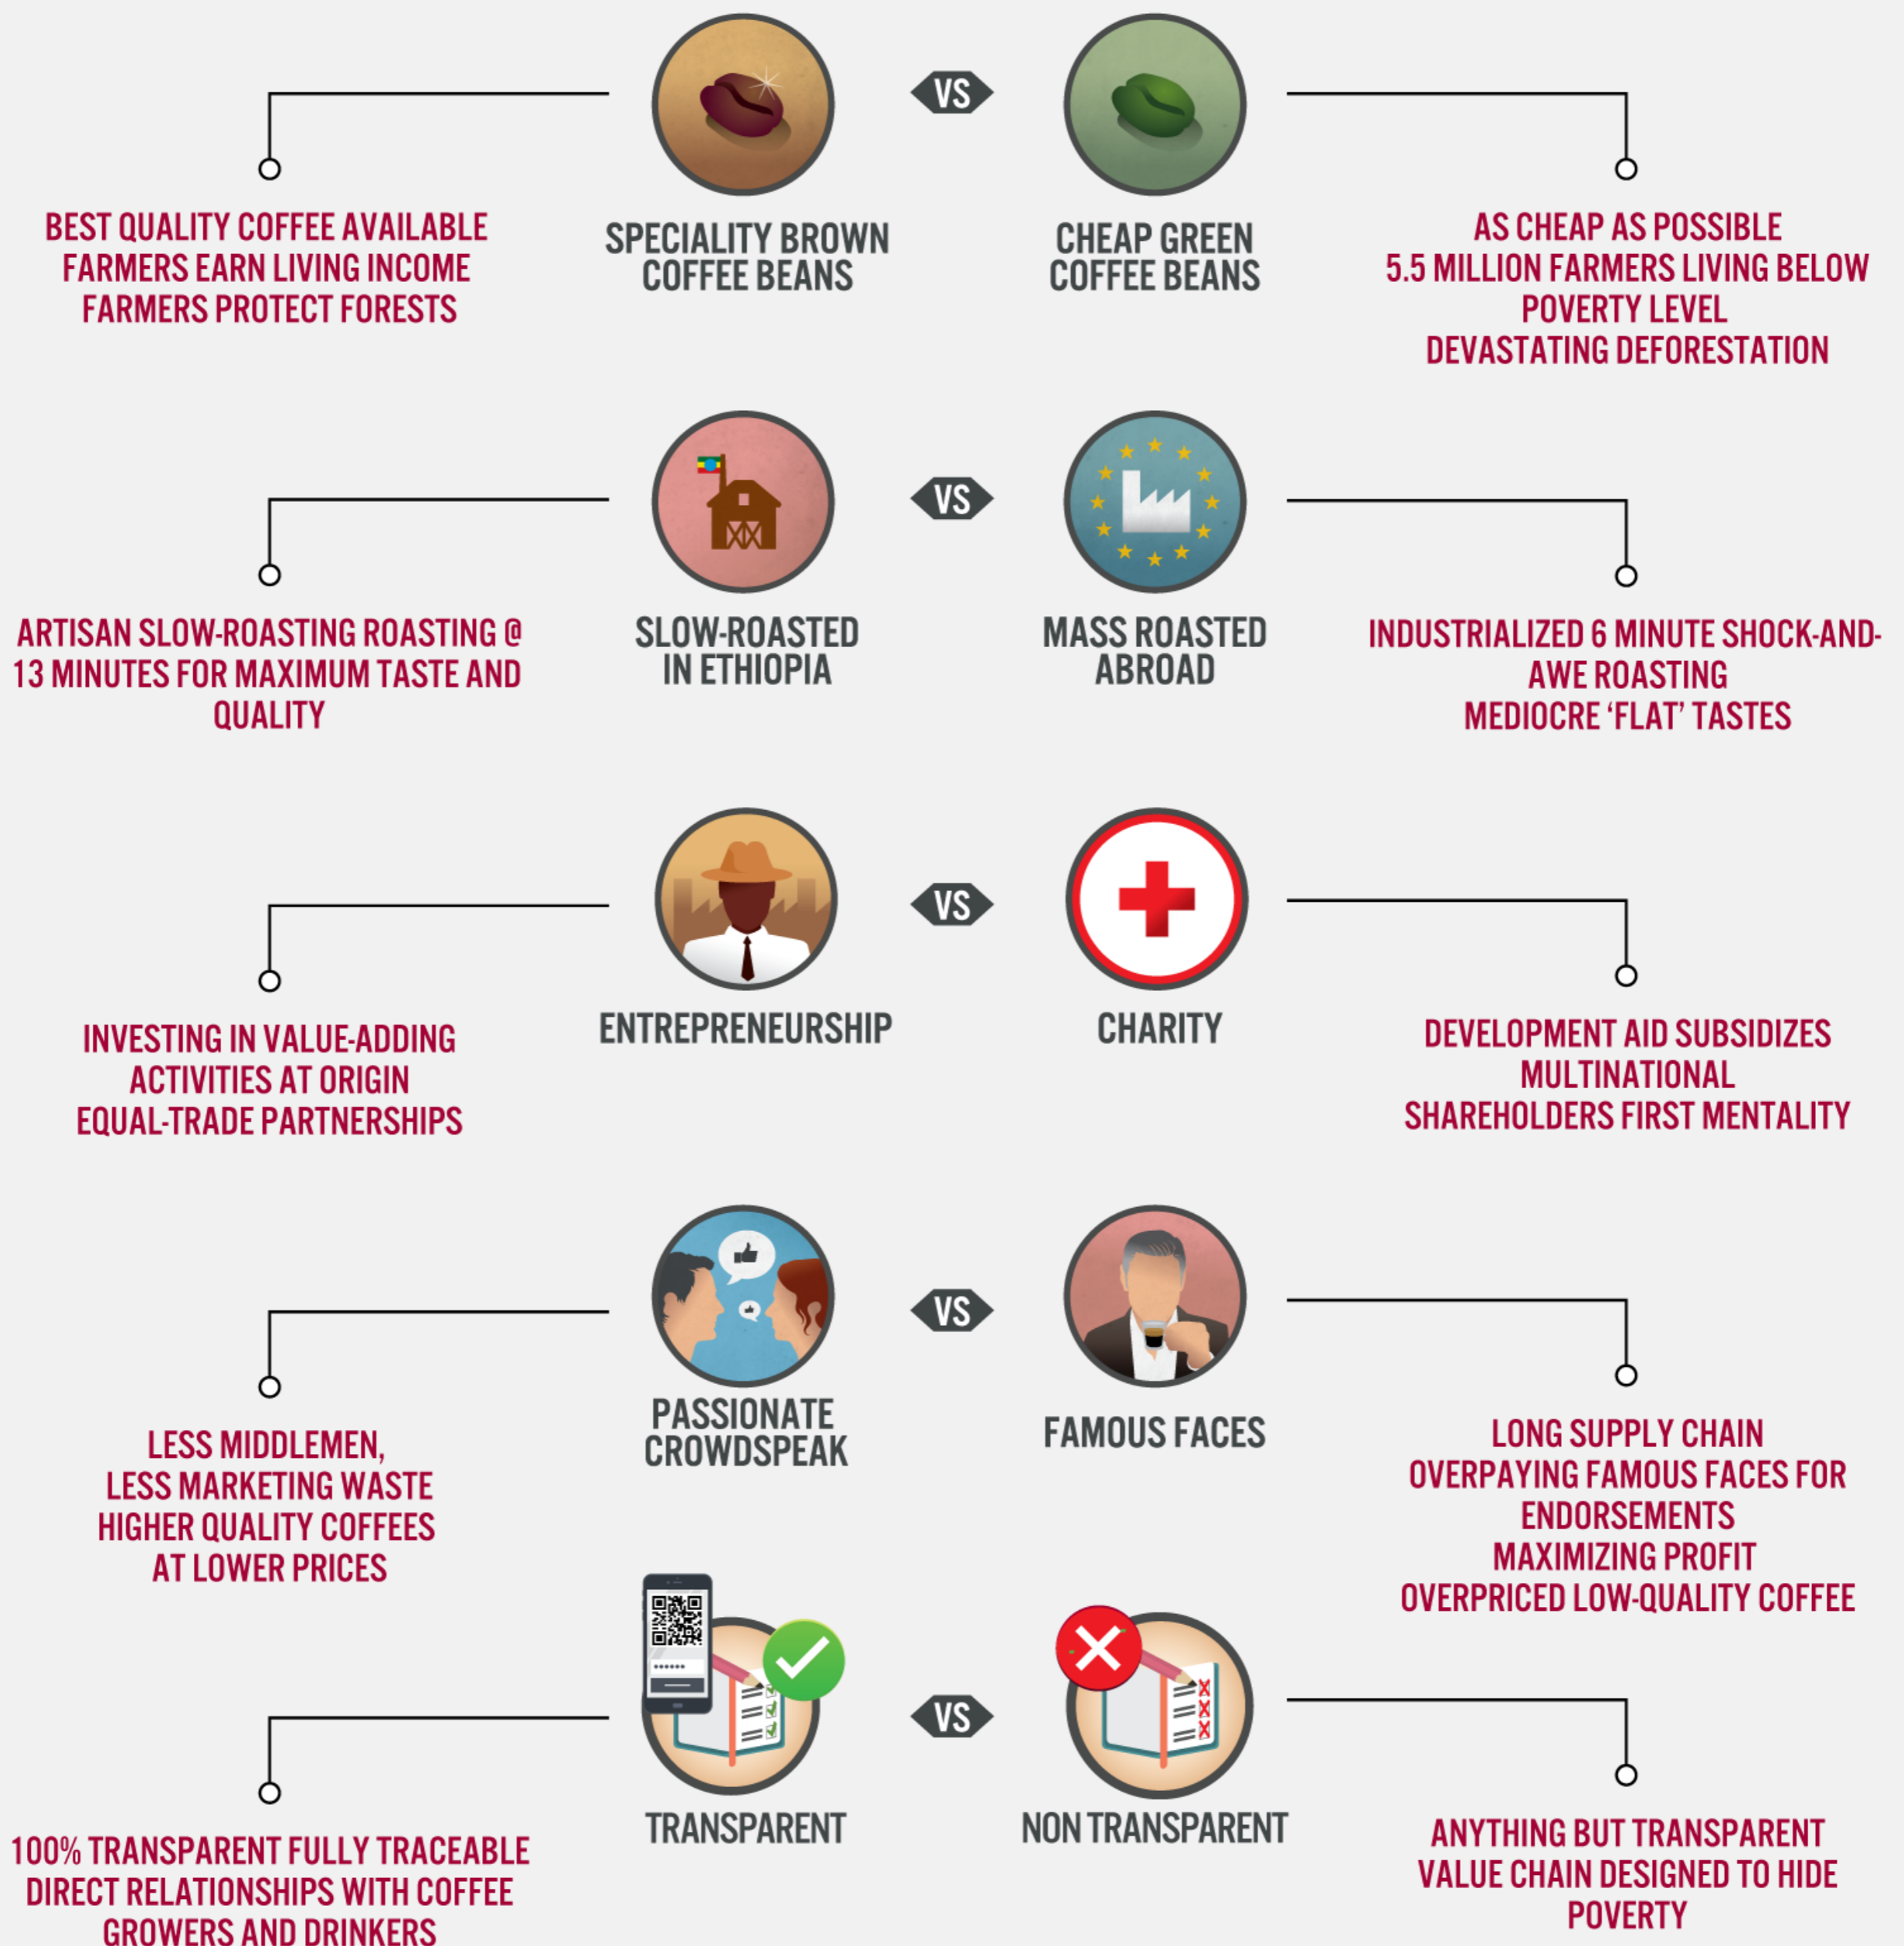 VS
SPECIALITY BROWN
COFFEE BEANS
CHEAP GREEN
COFFEE BEANS
BEST QUALITY COFFEE AVAILABLE
FARMERS EARN LIVING INCOME
FARMERS PROTECT FORESTS
AS CHEAP AS POSSIBLE
5.5 MILLION FARMERS LIVING BELOW
POVERTY LEVEL
DEVASTATING DEFORESTATION
VS
SLOW-ROASTED
IN ETHIOPIA
MASS ROASTED
ABROAD
ARTISAN SLOW-ROASTING ROASTING @
13 MINUTES FOR MAXIMUM TASTE AND
QUALITY
INDUSTRIALIZED 6 MINUTE SHOCK-AND-
AWE ROASTING
MEDIOCRE ‘FLAT’ TASTES
VS
ENTREPRENEURSHIP
CHARITY
INVESTING IN VALUE-ADDING
ACTIVITIES AT ORIGIN
EQUAL-TRADE PARTNERSHIPS
DEVELOPMENT AID SUBSIDIZES
MULTINATIONAL
SHAREHOLDERS FIRST MENTALITY
VS
PASSIONATE
CROWDSPEAK
FAMOUS FACES
LESS MIDDLEMEN,
LESS MARKETING WASTE
HIGHER QUALITY COFFEES
AT LOWER PRICES
LONG SUPPLY CHAIN
OVERPAYING FAMOUS FACES FOR
ENDORSEMENTS
MAXIMIZING PROFIT
OVERPRICED LOW-QUALITY COFFEE
VS
TRANSPARENT
NON TRANSPARENT
100% TRANSPARENT FULLY TRACEABLE
DIRECT RELATIONSHIPS WITH COFFEE
GROWERS AND DRINKERS
ANYTHING BUT TRANSPARENT
VALUE CHAIN DESIGNED TO HIDE
POVERTY